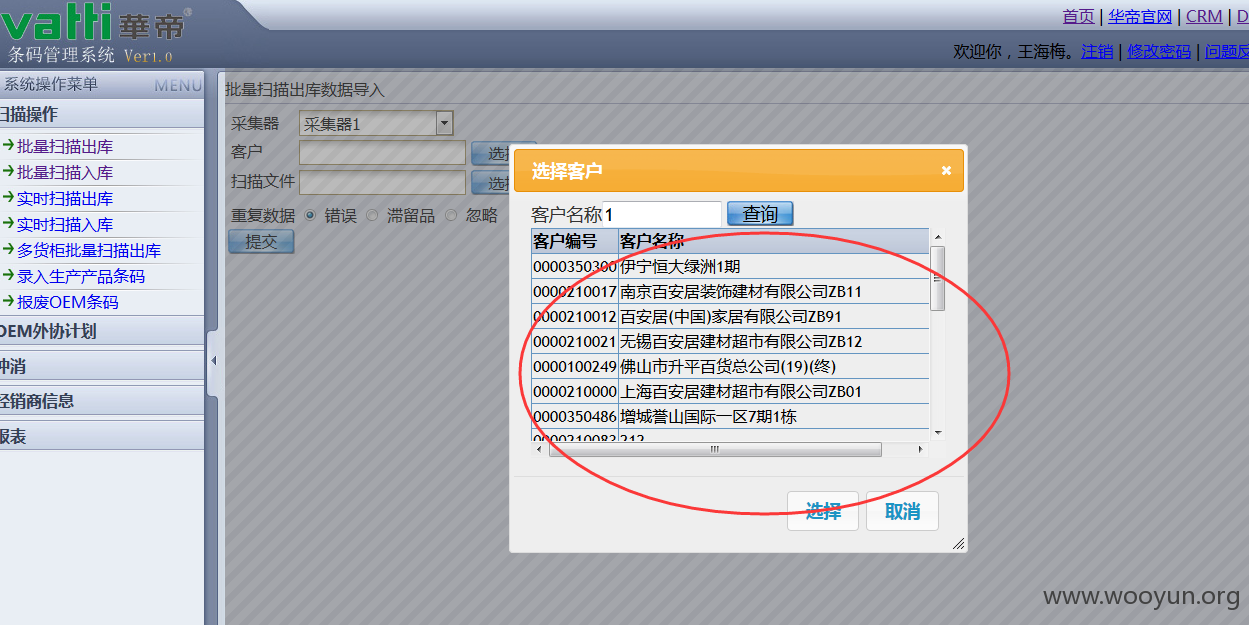 vatti 華帝®
条码管理系统 Ver1.0
首页 | 华帝官网 | CRM | D
欢迎你，王海梅。注销 | 修改密码 | 问题反
系统操作菜单 MENU
扫描操作
批量扫描出库
批量扫描入库
实时扫描出库
实时扫描入库
多货柜批量扫描出库
录入生产产品条码
报废OEM条码
OEM外协计划
冲消
经销商信息
报表
批量扫描出库数据导入
采集器 采集器1
客户 选择
扫描文件 选择
重复数据 错误 滞留品 忽略
提交
选择客户
客户名称 1 查询
客户编号 客户名称
0000350300 伊宁恒大绿洲1期
0000210017 南京百安居装饰建材有限公司ZB11
0000210012 百安居(中国)家居有限公司ZB91
0000210021 无锡百安居建材超市有限公司ZB12
0000100249 佛山市升平百货总公司(19)(终)
0000210000 上海百安居建材超市有限公司ZB01
0000350486 增城誉山国际一区7期1栋
0000210083 212
选择 取消
www.wooyun.org